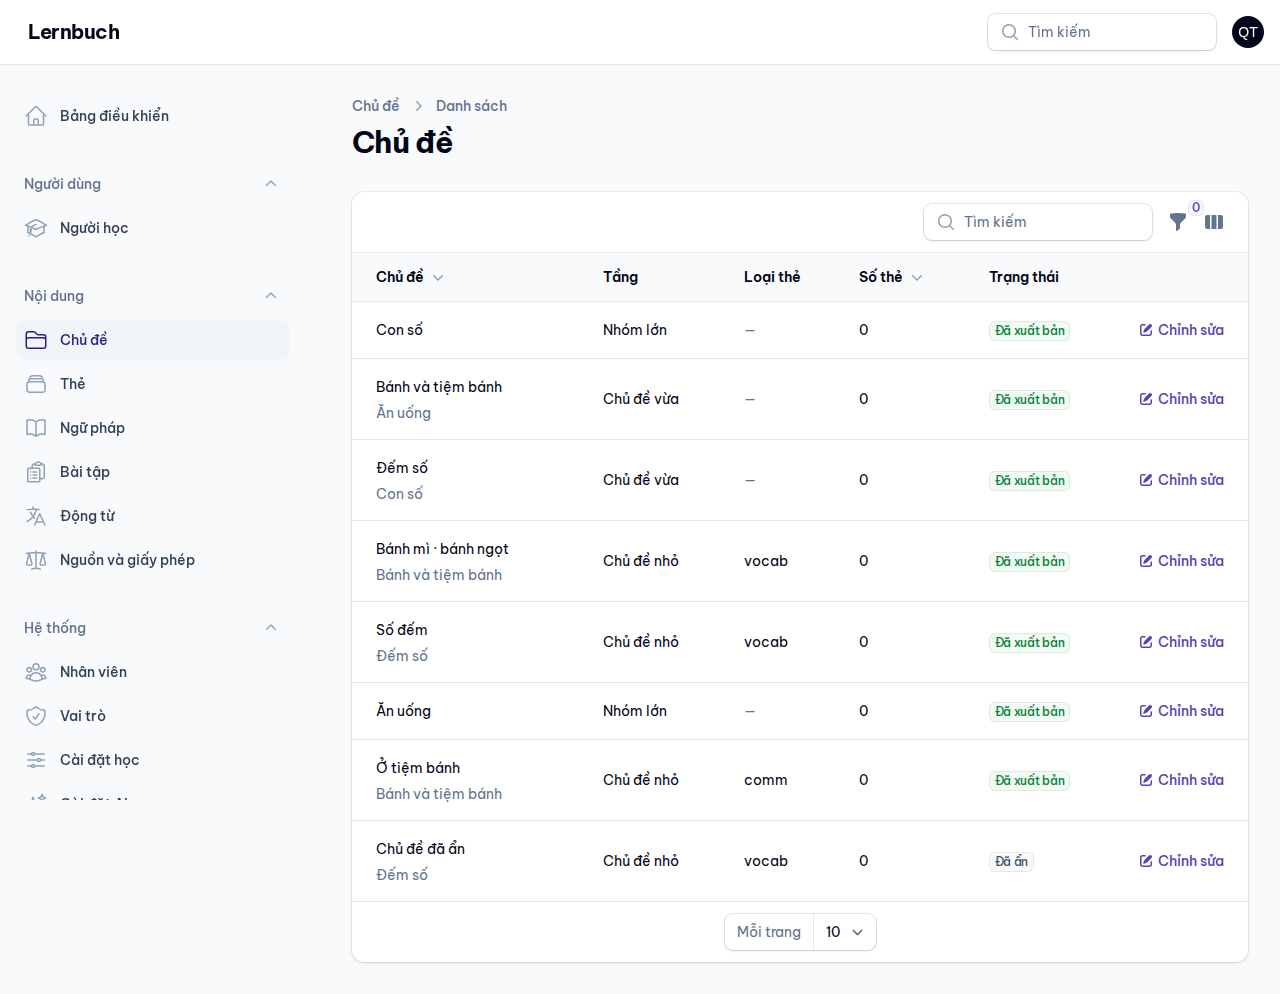 Lernbuch
Tìm kiếm
QT
Bảng điều khiển
Người dùng
Người học
Nội dung
Chủ đề
Thẻ
Ngữ pháp
Bài tập
Động từ
Nguồn và giấy phép
Hệ thống
Nhân viên
Vai trò
Cài đặt học
Chủ đề > Danh sách
Chủ đề
Tìm kiếm
0
Chủ đề Tầng Loại thẻ Số thẻ Trạng thái
Con số Nhóm lớn — 0 Đã xuất bản Chỉnh sửa
Bánh và tiệm bánh
Ăn uống
Chủ đề vừa — 0 Đã xuất bản Chỉnh sửa
Đếm số
Con số
Chủ đề vừa — 0 Đã xuất bản Chỉnh sửa
Bánh mì · bánh ngọt
Bánh và tiệm bánh
Chủ đề nhỏ vocab 0 Đã xuất bản Chỉnh sửa
Số đếm
Đếm số
Chủ đề nhỏ vocab 0 Đã xuất bản Chỉnh sửa
Ăn uống Nhóm lớn — 0 Đã xuất bản Chỉnh sửa
Ở tiệm bánh
Bánh và tiệm bánh
Chủ đề nhỏ comm 0 Đã xuất bản Chỉnh sửa
Chủ đề đã ẩn
Đếm số
Chủ đề nhỏ vocab 0 Đã ẩn Chỉnh sửa
Mỗi trang 10